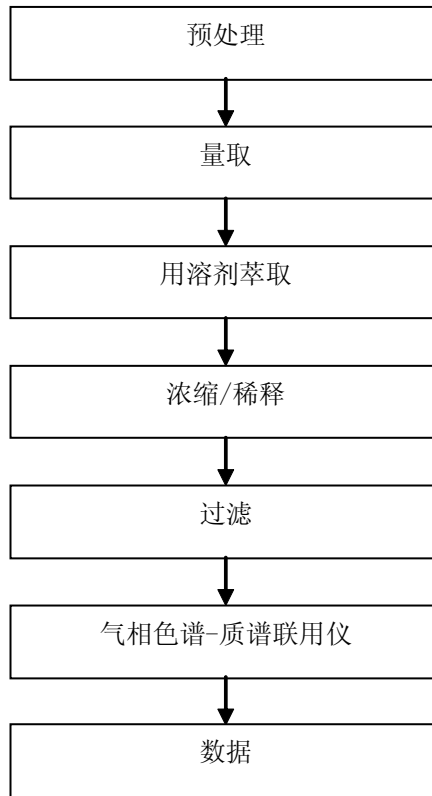 预处理
量取
用溶剂萃取
浓缩/稀释
过滤
气相色谱-质谱联用仪
数据